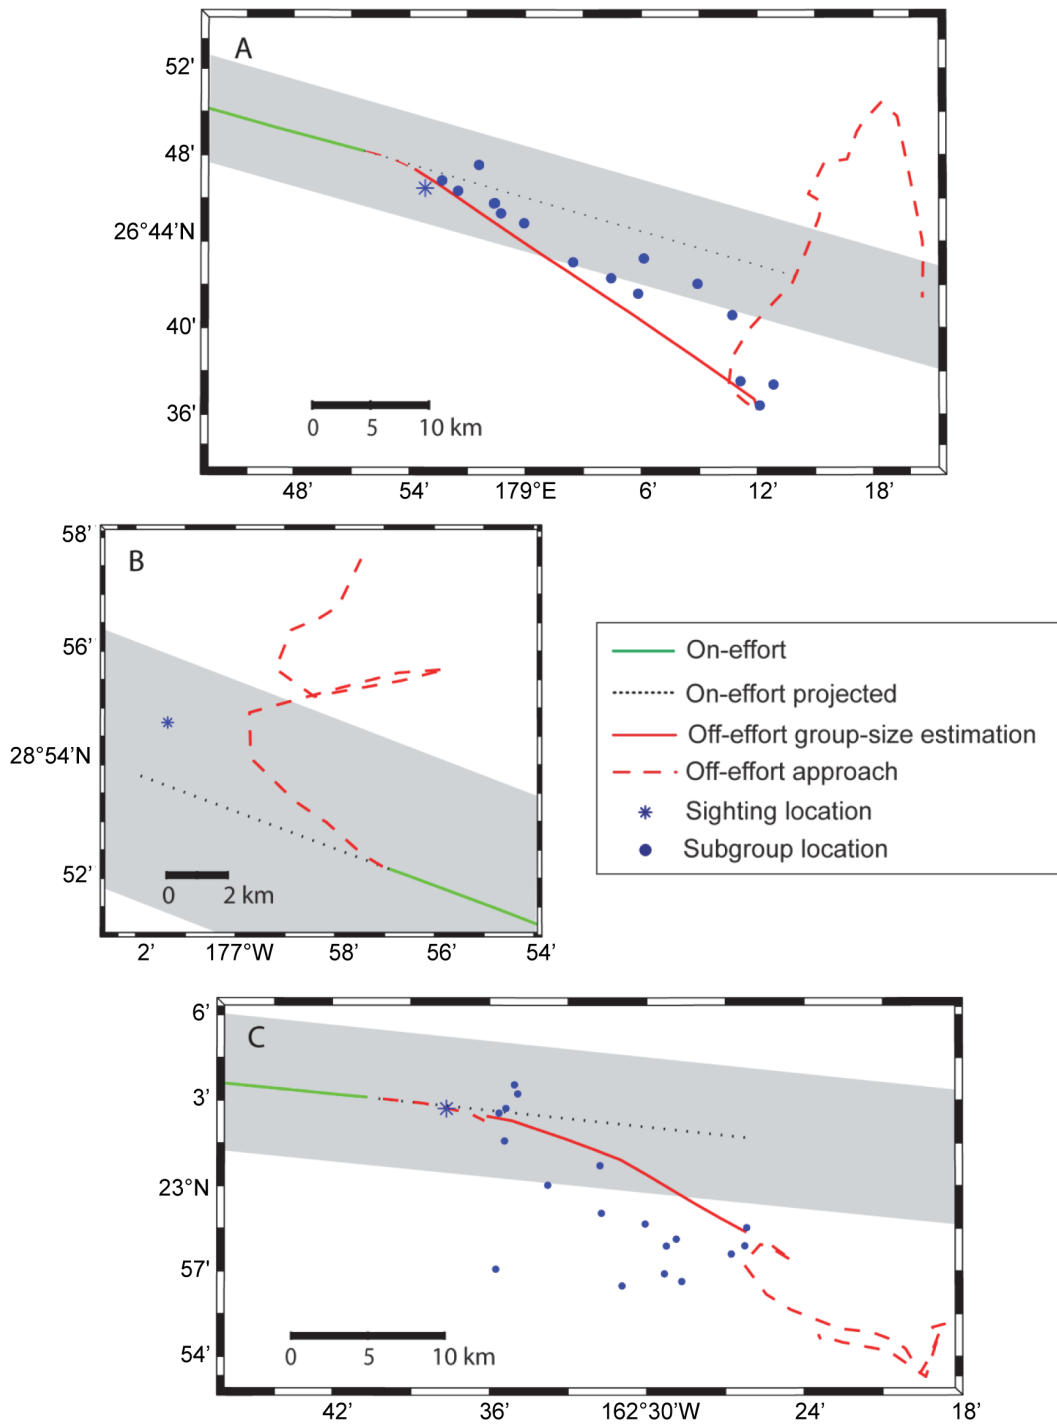 A
52'
48'
26°44'N
40'
36'
0 5 10 km
48' 54' 179°E 6' 12' 18'
B
58'
56'
28°54'N
52'
0 2 km
2' 177°W 58' 56' 54'
On-effort
On-effort projected
Off-effort group-size estimation
Off-effort approach
Sighting location
Subgroup location
C
6'
3'
23°N
57'
54'
0 5 10 km
42' 36' 162°30'W 24' 18'